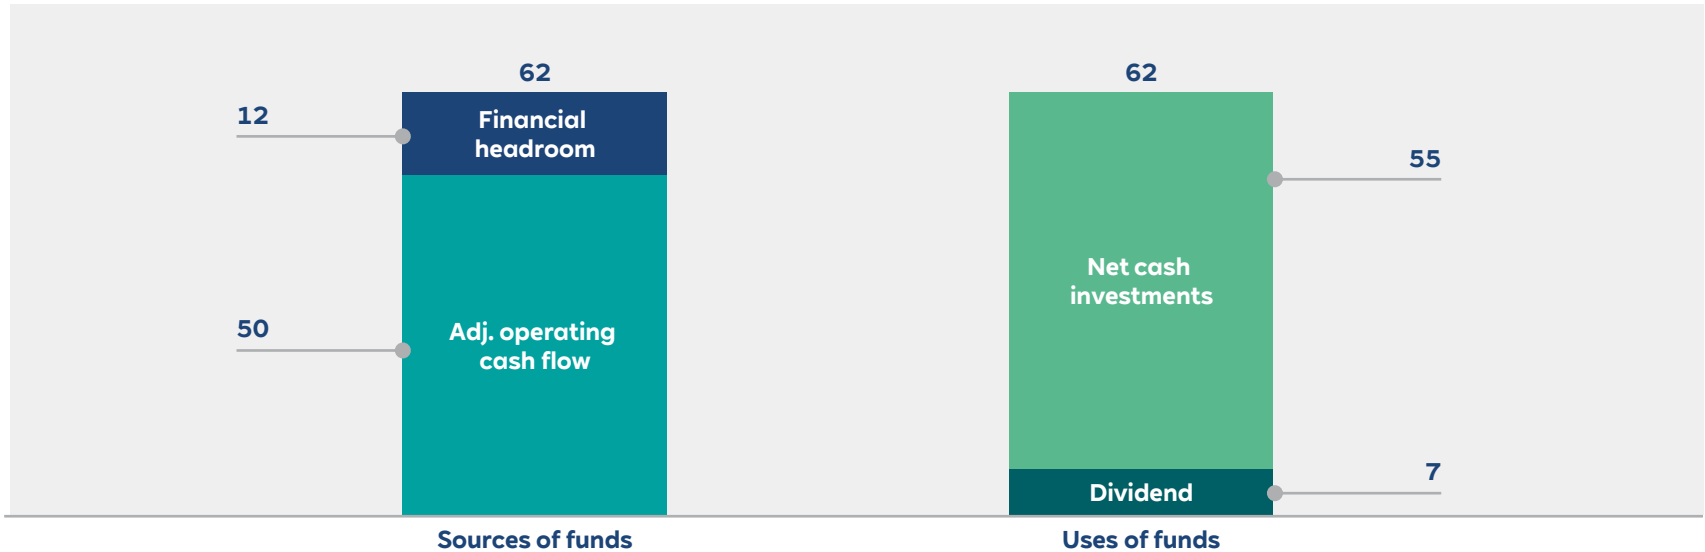 62
12
Financial
headroom
50
Adj. operating
cash flow
Sources of funds
62
55
Net cash
investments
7
Dividend
Uses of funds